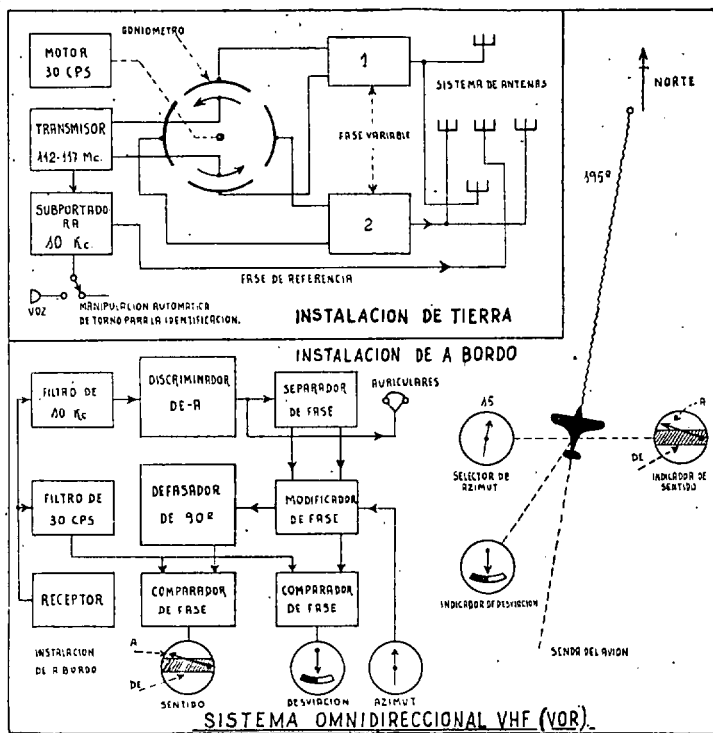 GONIOMETRO
MOTOR
30 CPS
TRANSMISOR
112-117 Mc.
SUBPORTADO
RA
10 Kc.
VOZ
MANIPULACION AUTOMATICA
DE TORNO PARA LA IDENTIFICACION.
1
FASE VARIABLE
2
SISTEMA DE ANTENAS
FASE DE REFERENCIA
INSTALACION DE TIERRA
NORTE
195º
INSTALACION DE A BORDO
FILTRO DE
10 Kc
DISCRIMINADOR
DE-A
SEPARADOR
DE FASE
AURICULARES
FILTRO DE
30 CPS
DEFASADOR
DE 90º
MODIFICADOR
DE FASE
RECEPTOR
COMPARADOR
DE FASE
COMPARADOR
DE FASE
INSTALACION
DE A BORDO
A
DE
SENTIDO
DESVIACION
AZIMUT
15
SELECTOR DE
AZIMUT
A
DE
INDICADOR DE
SENTIDO
INDICADOR DE DESVIACION
SENDA DEL AVION
SISTEMA OMNIDIRECCIONAL VHF (VOR).